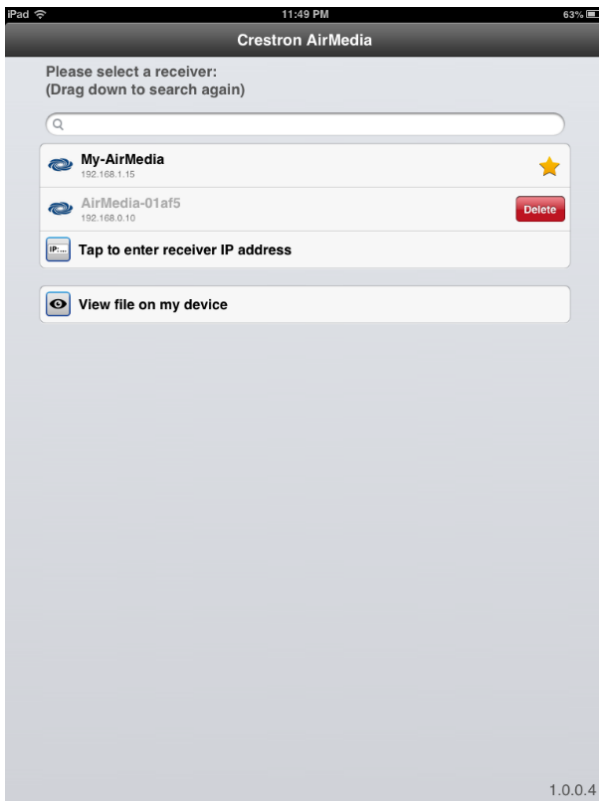 iPad 11:49 PM 63%
Crestron AirMedia
Please select a receiver:
(Drag down to search again)
My-AirMedia
192.168.1.15
AirMedia-01af5
192.168.0.10
Delete
IP:...
Tap to enter receiver IP address
View file on my device
1.0.0.4